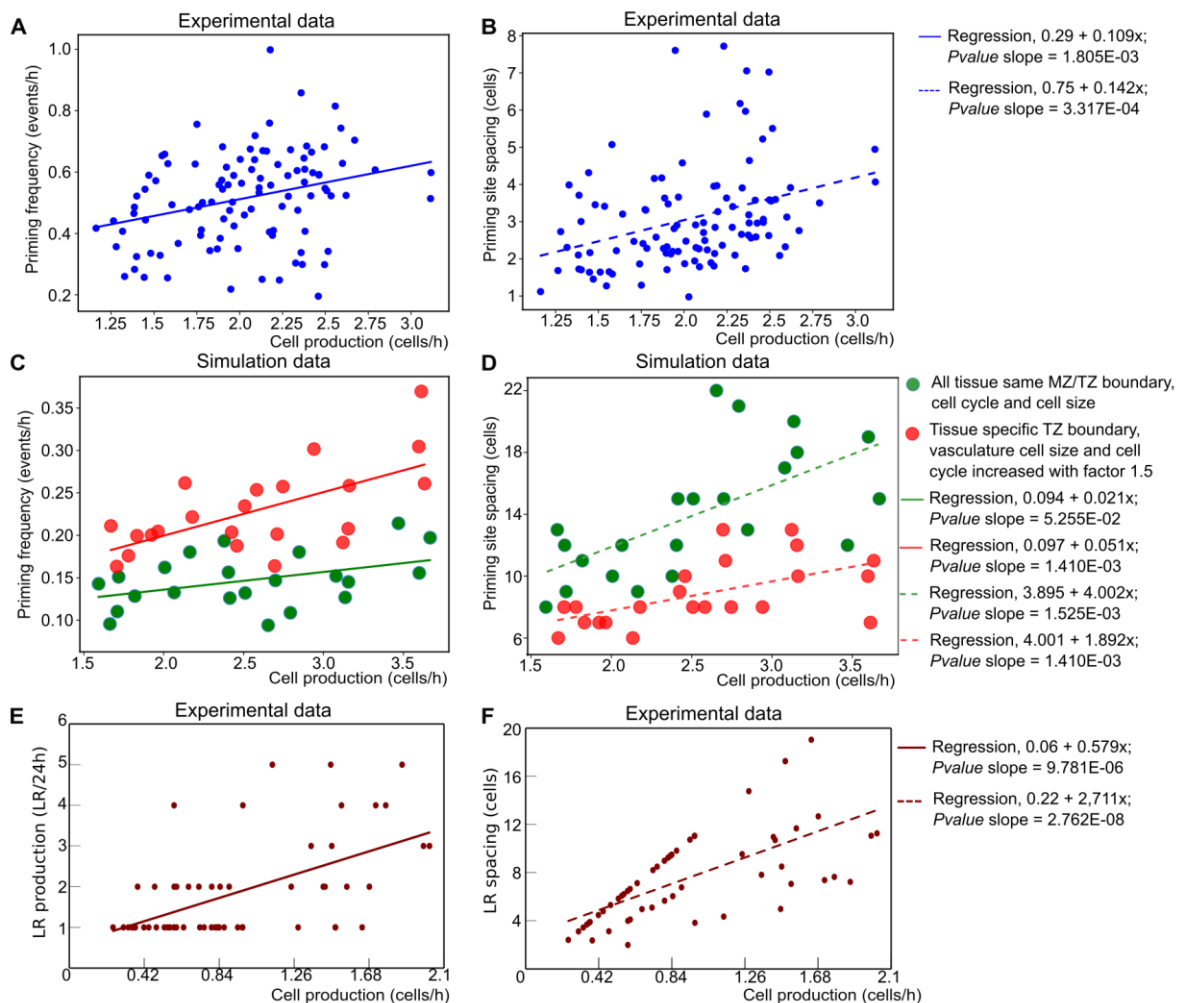 A
Experimental data
Priming frequency (events/h)
1.0
0.8
0.6
0.4
0.2
1.25
1.5
1.75
2.0
2.25
2.5
2.75
3.0
Cell production (cells/h)
B
Experimental data
Priming site spacing (cells)
8
7
6
5
4
3
2
1
1.25
1.5
1.75
2.0
2.25
2.5
2.75
3.0
Cell production (cells/h)
Regression, 0.29 + 0.109x;
Pvalue slope = 1.805E-03
Regression, 0.75 + 0.142x;
Pvalue slope = 3.317E-04
C
Simulation data
Priming frequency (events/h)
0.35
0.30
0.25
0.20
0.15
0.10
1.5
2.0
2.5
3.0
3.5
Cell production (cells/h)
D
Simulation data
Priming site spacing (cells)
22
18
14
10
6
1.5
2.0
2.5
3.0
3.5
Cell production (cells/h)
All tissue same MZ/TZ boundary,
cell cycle and cell size
Tissue specific TZ boundary,
vasculature cell size and cell
cycle increased with factor 1.5
Regression, 0.094 + 0.021x;
Pvalue slope = 5.255E-02
Regression, 0.097 + 0.051x;
Pvalue slope = 1.410E-03
Regression, 3.895 + 4.002x;
Pvalue slope = 1.525E-03
Regression, 4.001 + 1.892x;
Pvalue slope = 1.410E-03
E
Experimental data
LR production (LR/24h)
6
5
4
3
2
1
0
0.42
0.84
1.26
1.68
2.1
Cell production (cells/h)
F
Experimental data
LR spacing (cells)
20
16
12
8
4
0
0.42
0.84
1.26
1.68
2.1
Cell production (cells/h)
Regression, 0.06 + 0.579x;
Pvalue slope = 9.781E-06
Regression, 0.22 + 2,711x;
Pvalue slope = 2.762E-08